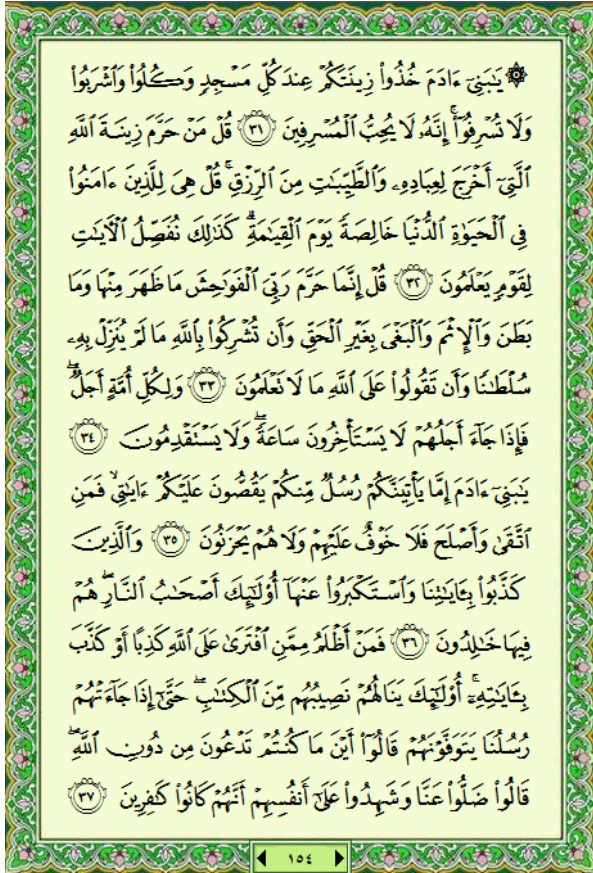 ۞ يَٰبَنِيٓ ءَادَمَ خُذُواْ زِينَتَكُمۡ عِندَ كُلِّ مَسۡجِدٖ وَكُلُواْ وَٱشۡرَبُواْ
وَلَا تُسۡرِفُوٓاْۚ إِنَّهُۥ لَا يُحِبُّ ٱلۡمُسۡرِفِينَ ٣١ قُلۡ مَنۡ حَرَّمَ زِينَةَ ٱللَّهِ
ٱلَّتِيٓ أَخۡرَجَ لِعِبَادِهِۦ وَٱلطَّيِّبَٰتِ مِنَ ٱلرِّزۡقِۚ قُلۡ هِيَ لِلَّذِينَ ءَامَنُواْ
فِي ٱلۡحَيَوٰةِ ٱلدُّنۡيَا خَالِصَةٗ يَوۡمَ ٱلۡقِيَٰمَةِۗ كَذَٰلِكَ نُفَصِّلُ ٱلۡأٓيَٰتِ
لِقَوۡمٖ يَعۡلَمُونَ ٣٢ قُلۡ إِنَّمَا حَرَّمَ رَبِّيَ ٱلۡفَوَٰحِشَ مَا ظَهَرَ مِنۡهَا وَمَا
بَطَنَ وَٱلۡإِثۡمَ وَٱلۡبَغۡيَ بِغَيۡرِ ٱلۡحَقِّ وَأَن تُشۡرِكُواْ بِٱللَّهِ مَا لَمۡ يُنَزِّلۡ بِهِۦ
سُلۡطَٰنٗا وَأَن تَقُولُواْ عَلَى ٱللَّهِ مَا لَا تَعۡلَمُونَ ٣٣ وَلِكُلِّ أُمَّةٍ أَجَلٞۖ
فَإِذَا جَآءَ أَجَلُهُمۡ لَا يَسۡتَأۡخِرُونَ سَاعَةٗ وَلَا يَسۡتَقۡدِمُونَ ٣٤
يَٰبَنِيٓ ءَادَمَ إِمَّا يَأۡتِيَنَّكُمۡ رُسُلٞ مِّنكُمۡ يَقُصُّونَ عَلَيۡكُمۡ ءَايَٰتِي فَمَنِ
ٱتَّقَىٰ وَأَصۡلَحَ فَلَا خَوۡفٌ عَلَيۡهِمۡ وَلَا هُمۡ يَحۡزَنُونَ ٣٥ وَٱلَّذِينَ
كَذَّبُواْ بِـَٔايَٰتِنَا وَٱسۡتَكۡبَرُواْ عَنۡهَآ أُوْلَٰٓئِكَ أَصۡحَٰبُ ٱلنَّارِۖ هُمۡ
فِيهَا خَٰلِدُونَ ٣٦ فَمَنۡ أَظۡلَمُ مِمَّنِ ٱفۡتَرَىٰ عَلَى ٱللَّهِ كَذِبًا أَوۡ كَذَّبَ
بِـَٔايَٰتِهِۦٓۚ أُوْلَٰٓئِكَ يَنَالُهُمۡ نَصِيبُهُم مِّنَ ٱلۡكِتَٰبِۖ حَتَّىٰٓ إِذَا جَآءَتۡهُمۡ
رُسُلُنَا يَتَوَفَّوۡنَهُمۡ قَالُوٓاْ أَيۡنَ مَا كُنتُمۡ تَدۡعُونَ مِن دُونِ ٱللَّهِۖ
قَالُواْ ضَلُّواْ عَنَّا وَشَهِدُواْ عَلَىٰٓ أَنفُسِهِمۡ أَنَّهُمۡ كَانُواْ كَٰفِرِينَ ٣٧
١٥٤